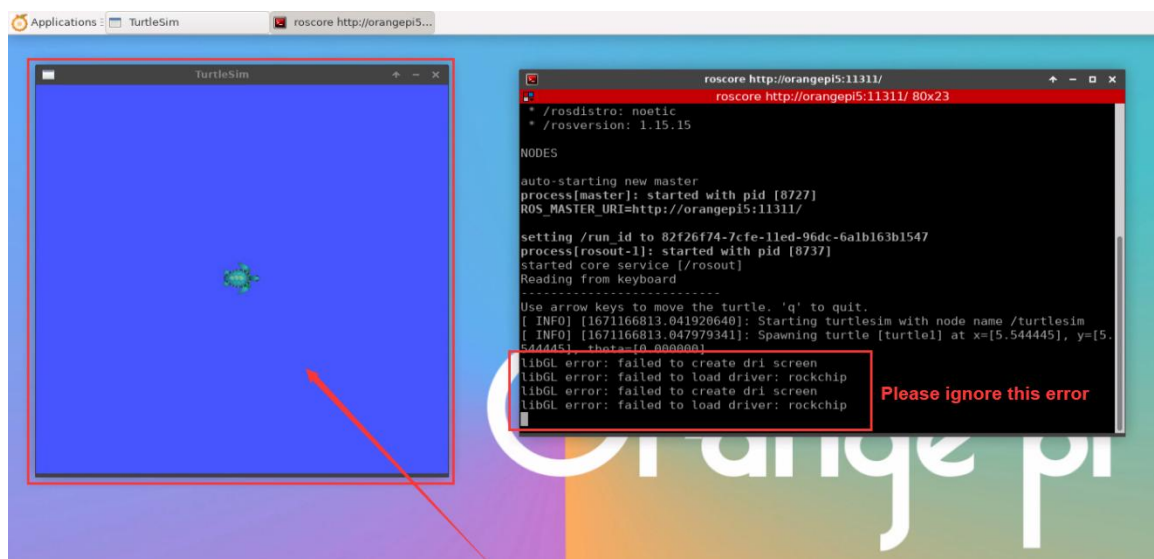 Applications
TurtleSim
roscore http://orangepi5...
TurtleSim
roscore http://orangepi5:11311/
roscore http://orangepi5:11311/ 80x23
* /rosdistro: noetic
* /rosversion: 1.15.15
NODES
auto-starting new master
process[master]: started with pid [8727]
ROS_MASTER_URI=http://orangepi5:11311/
setting /run_id to 82f26f74-7cfe-11ed-96dc-6a1b163b1547
process[rosout-1]: started with pid [8737]
started core service [/rosout]
Reading from keyboard
---------------------------
Use arrow keys to move the turtle. 'q' to quit.
[ INFO] [1671166813.041920640]: Starting turtlesim with node name /turtlesim
[ INFO] [1671166813.047979341]: Spawning turtle [turtle1] at x=[5.544445], y=[5.
544445], theta=[0.000000]
libGL error: failed to create dri screen
libGL error: failed to load driver: rockchip
libGL error: failed to create dri screen
libGL error: failed to load driver: rockchip
Please ignore this error
Orange pi